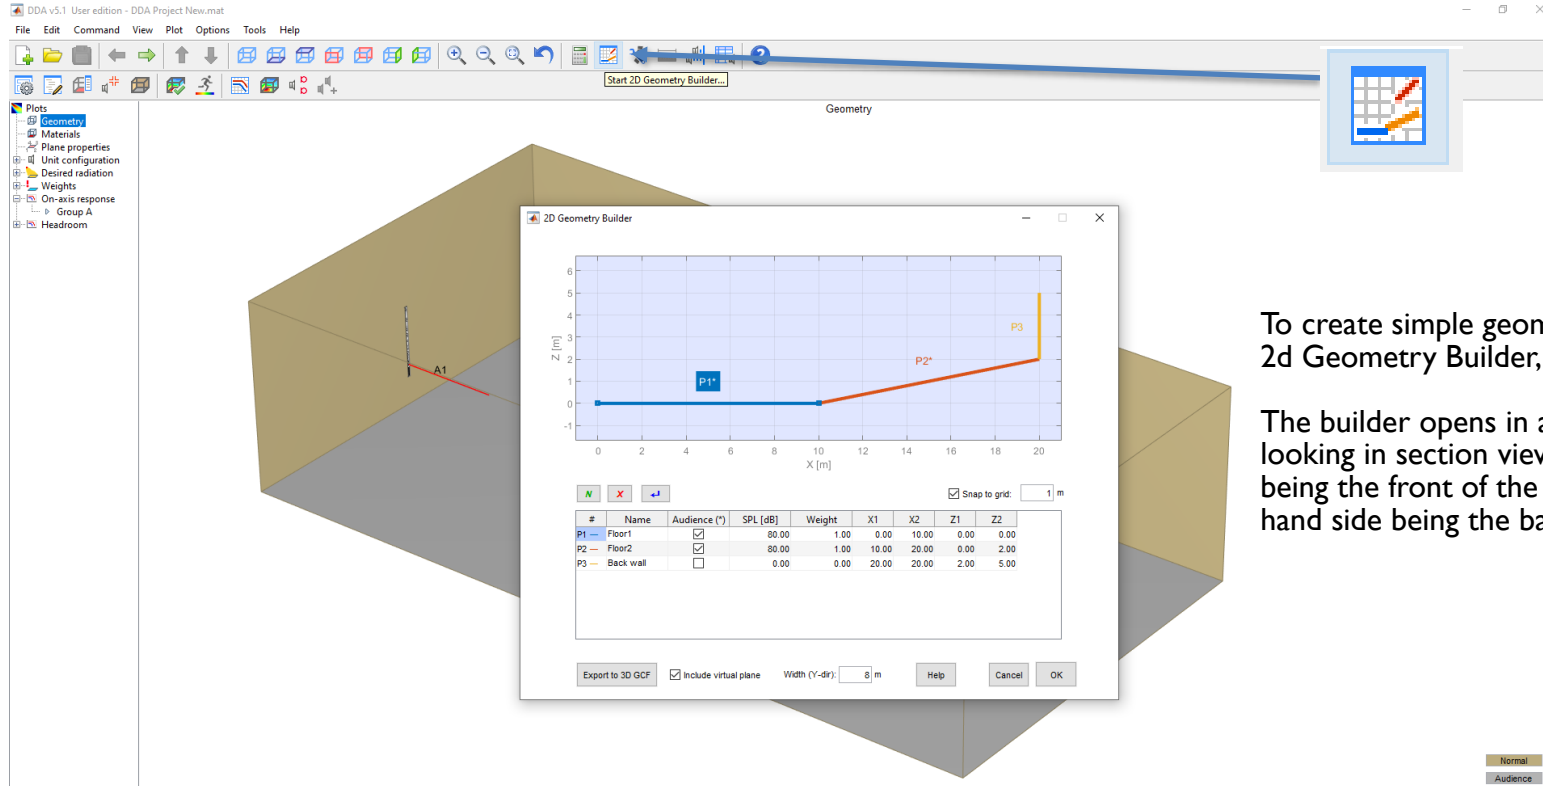 DDA v5.1 User edition - DDA Project New.mat
File Edit Command View Plot Options Tools Help
Start 2D Geometry Builder...
Plots
Geometry
Materials
Plane properties
Unit configuration
Desired radiation
Weights
On-axis response
Group A
Headroom
Geometry
A1
2D Geometry Builder
6
5
4
3
2
1
0
-1
Z [m]
P1*
P2*
P3
0 2 4 6 8 10 12 14 16 18 20
X [m]
N X
Snap to grid: 1 m
# Name Audience (*) SPL [dB] Weight X1 X2 Z1 Z2
P1 — Floor1 80.00 1.00 0.00 10.00 0.00 0.00
P2 — Floor2 80.00 1.00 10.00 20.00 0.00 2.00
P3 — Back wall 0.00 0.00 20.00 20.00 2.00 5.00
Export to 3D GCF Include virtual plane Width (Y-dir): 8 m Help Cancel OK
To create simple geom
2d Geometry Builder,
The builder opens in a
looking in section view
being the front of the
hand side being the ba
Normal
Audience